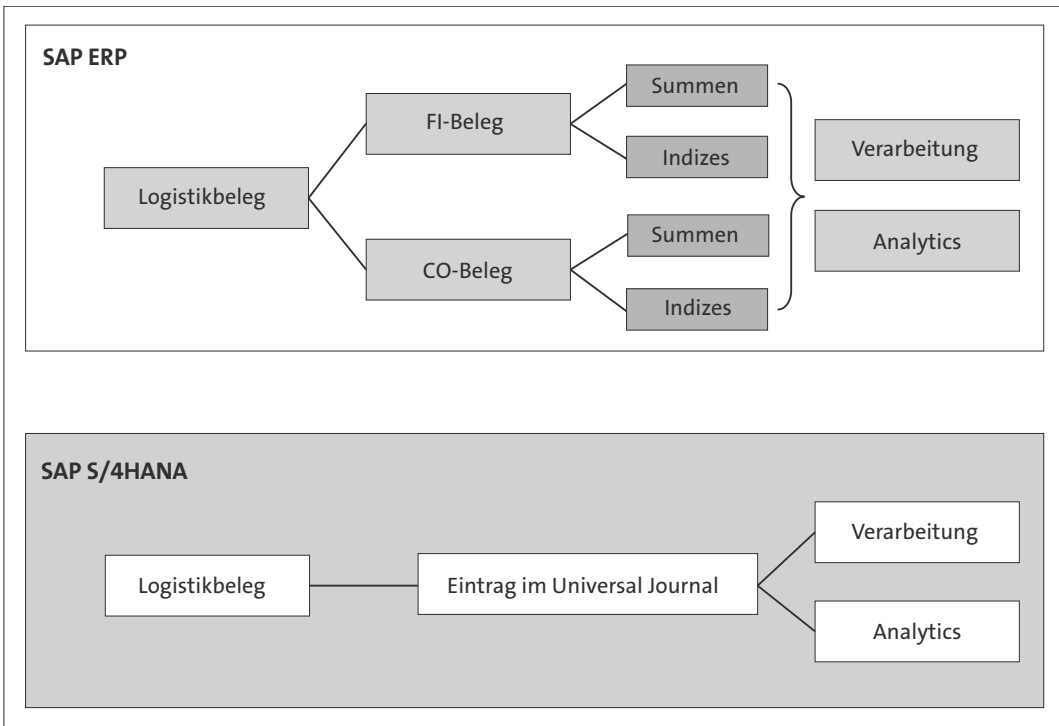 SAP ERP
Summen
FI-Beleg
Indizes
Verarbeitung
Logistikbeleg
Summen
Analytics
CO-Beleg
Indizes
SAP S/4HANA
Verarbeitung
Logistikbeleg
Eintrag im Universal Journal
Analytics